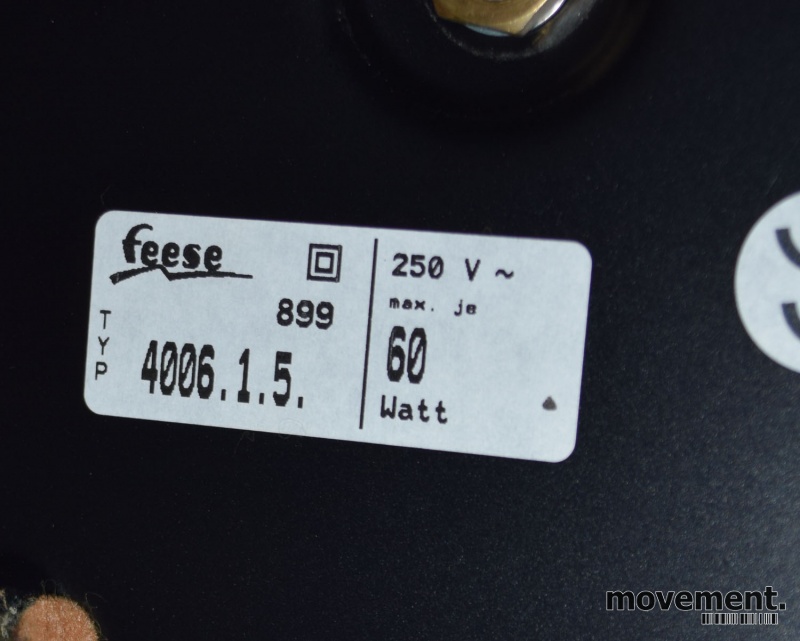 feese
899
TYP
4006.1.5.
250 V ~
max. je
60
Watt
movement.